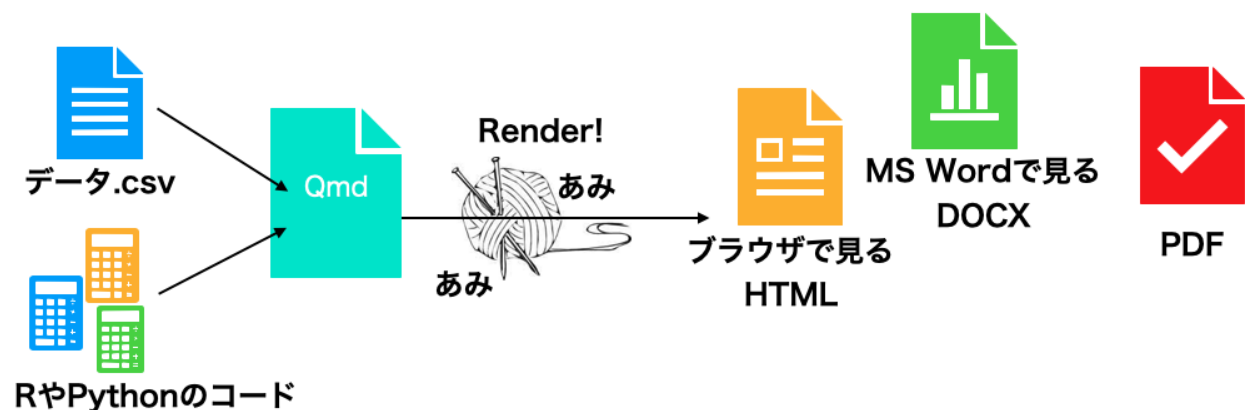 データ.csv
RやPythonのコード
Qmd
Render!
あみ
あみ
ブラウザで見る
HTML
MS Wordで見る
DOCX
PDF